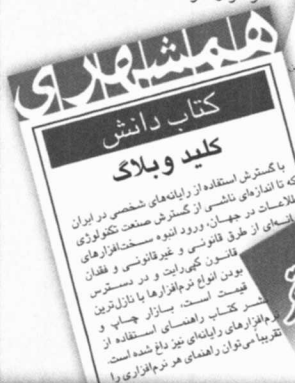 همشهری
کتاب دانش
کلید وبلاگ
با گسترش استفاده از رایانه‌های شخصی در ایران
که تا اندازه‌ای ناشی از گسترش صنعت تکنولوژی
در جهان، ورود انبوه سخت‌افزارهای
از طرق قانونی و غیرقانونی و فقدان
قانون کپی‌رایت و در دسترس
بودن انواع نرم‌افزارها با نازل‌ترین
قیمت است، بازار چاپ و
نشر کتاب راهنمای استفاده از
نرم‌افزارهای رایانه‌ای نیز داغ شده است.
تقریباً می‌توان راهنمای هر نرم‌افزاری را